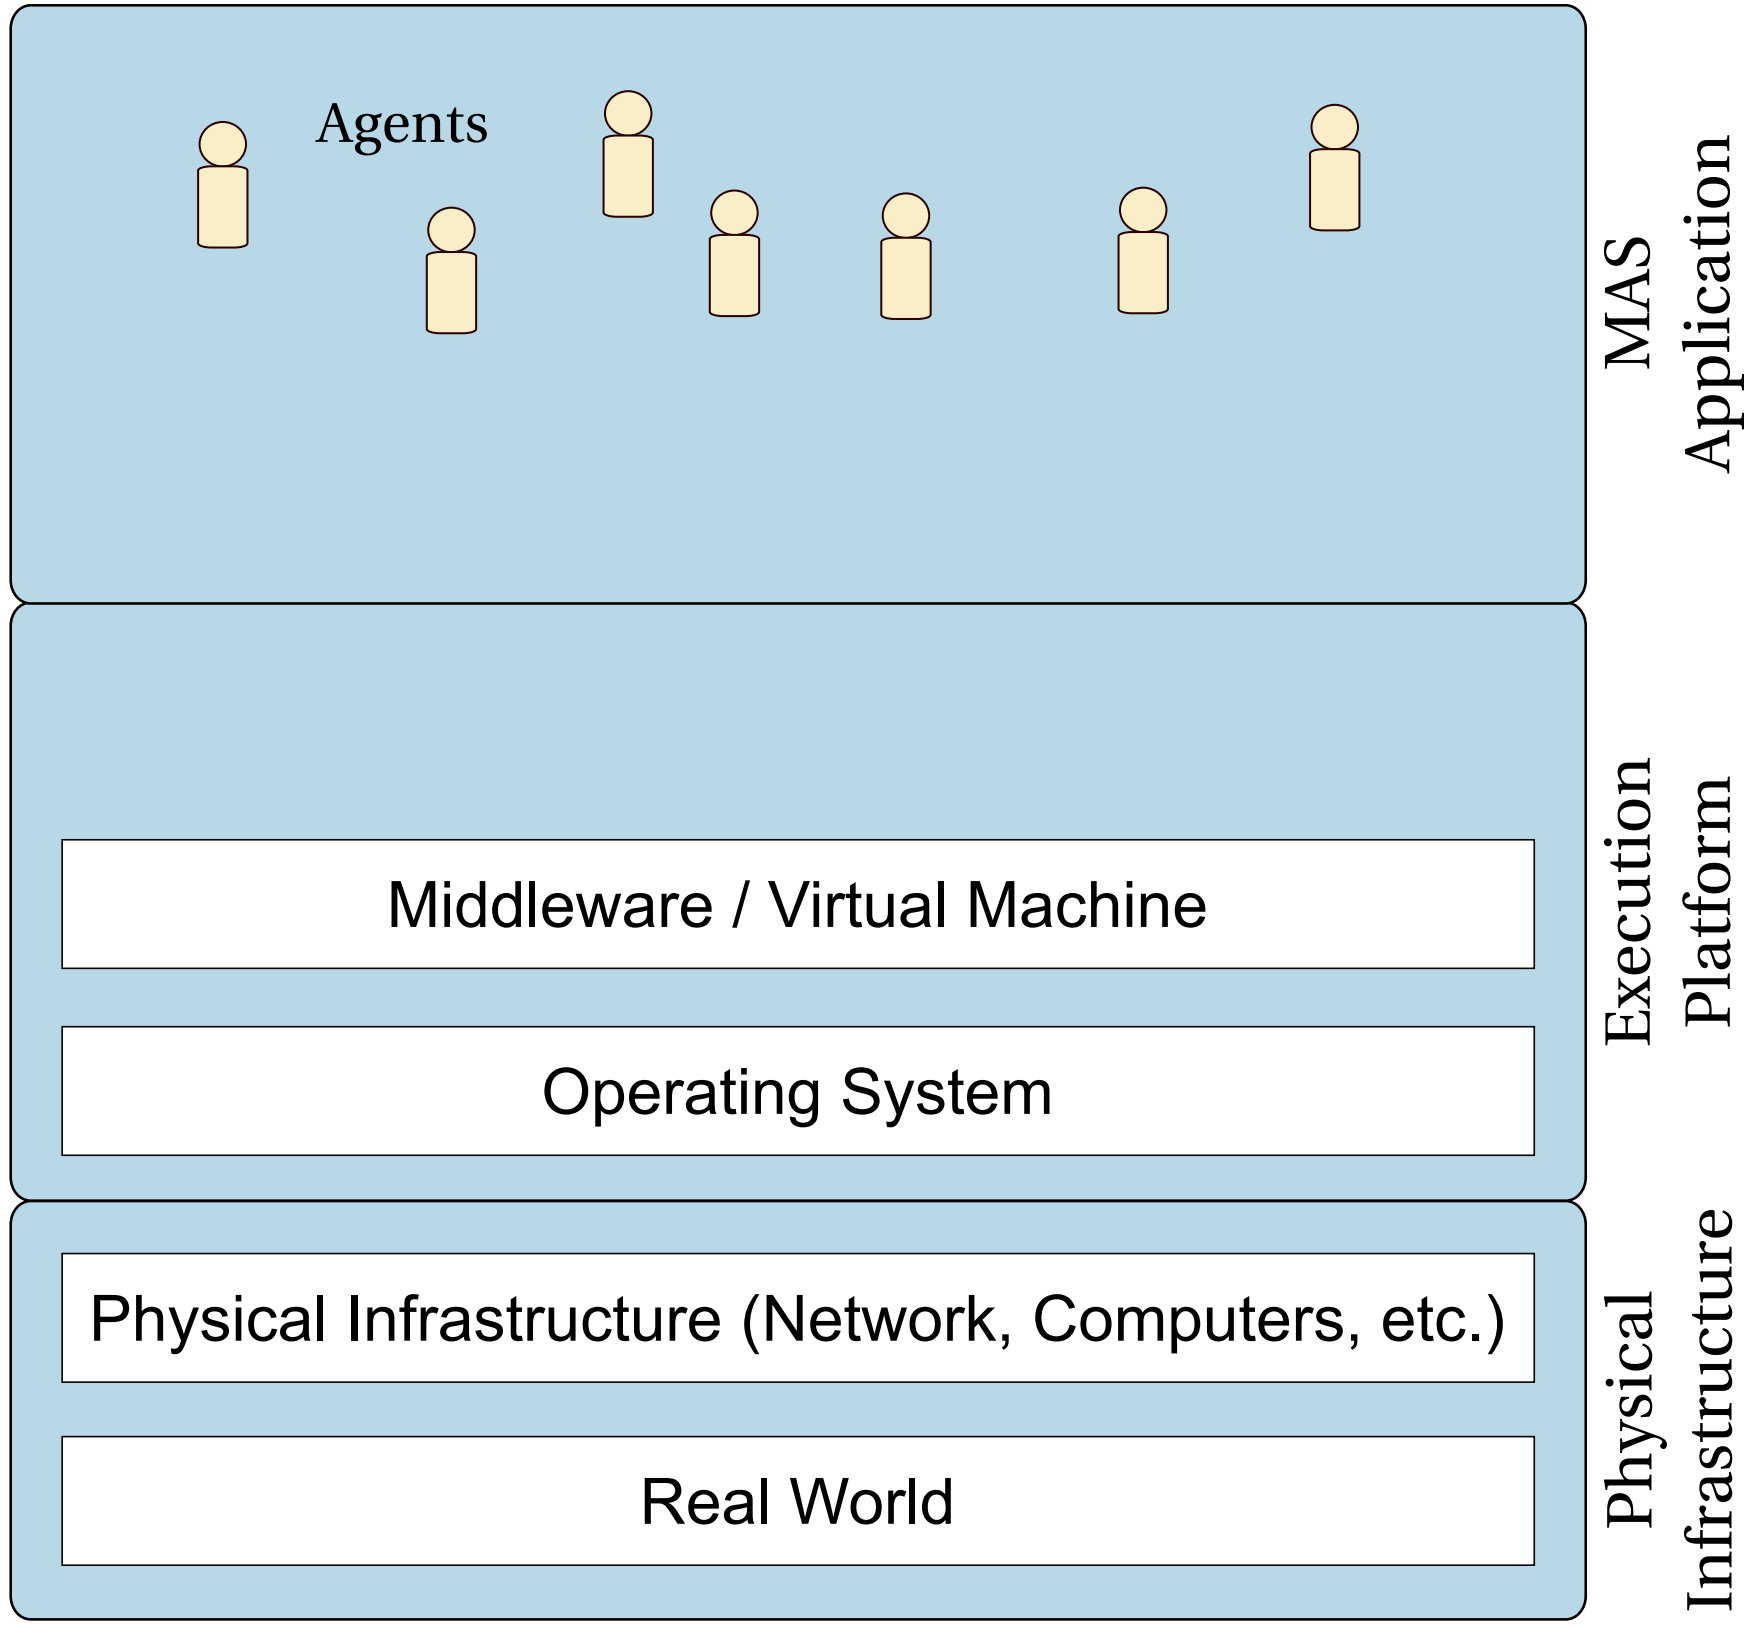 Agents
MAS
Application
Middleware / Virtual Machine
Operating System
Execution
Platform
Physical Infrastructure (Network, Computers, etc.)
Real World
Physical
Infrastructure